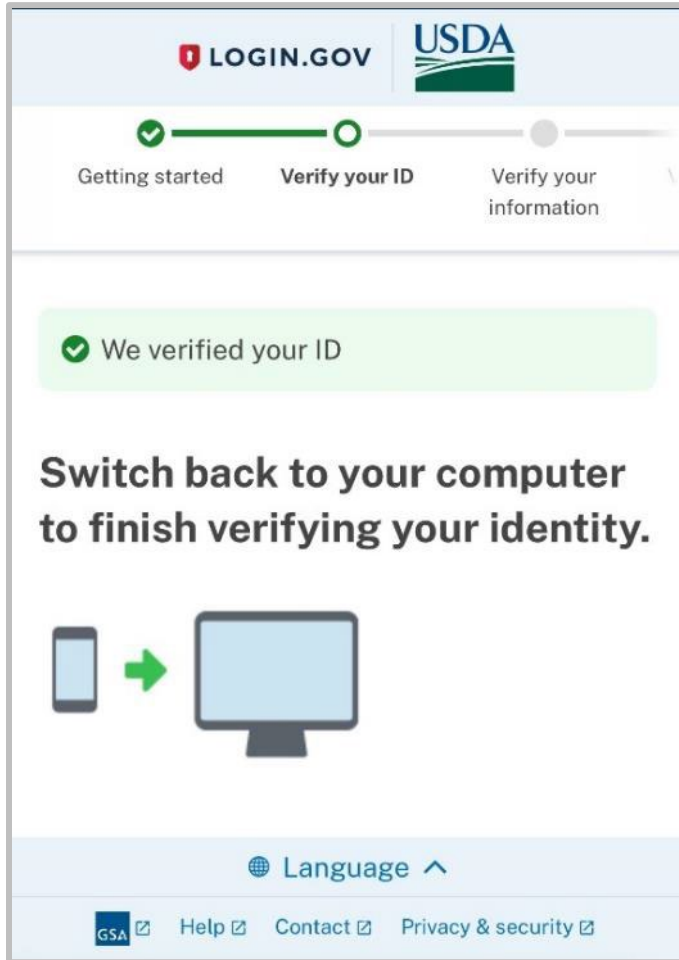 LOGIN.GOV USDA
Getting started Verify your ID Verify your information
We verified your ID
Switch back to your computer
to finish verifying your identity.
Language
GSA Help Contact Privacy & security